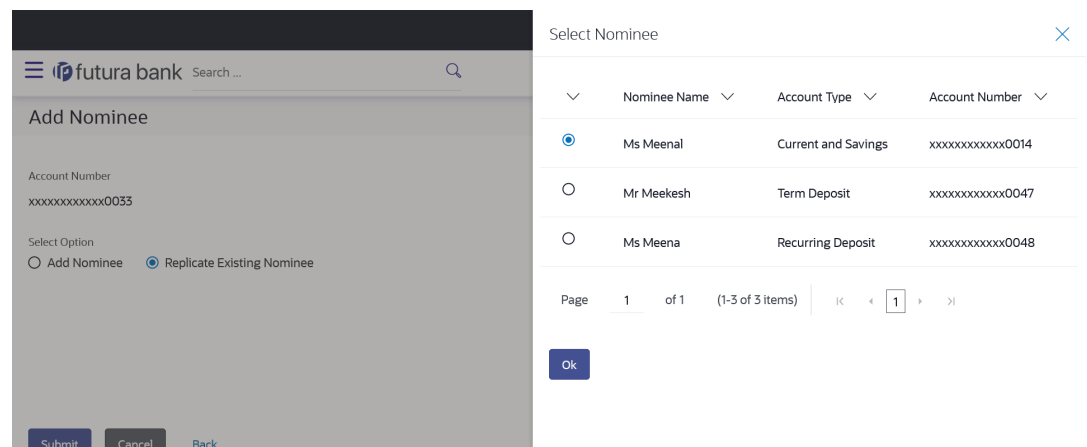 Select Nominee
futura bank Search ...
Add Nominee
Nominee Name Account Type Account Number
Ms Meenal Current and Savings xxxxxxxxxxxx0014
Account Number
xxxxxxxxxxxx0033
Mr Meekesh Term Deposit xxxxxxxxxxxx0047
Select Option
Add Nominee Replicate Existing Nominee
Ms Meena Recurring Deposit xxxxxxxxxxxx0048
Page 1 of 1 (1-3 of 3 items) 1
Ok
Submit Cancel Back